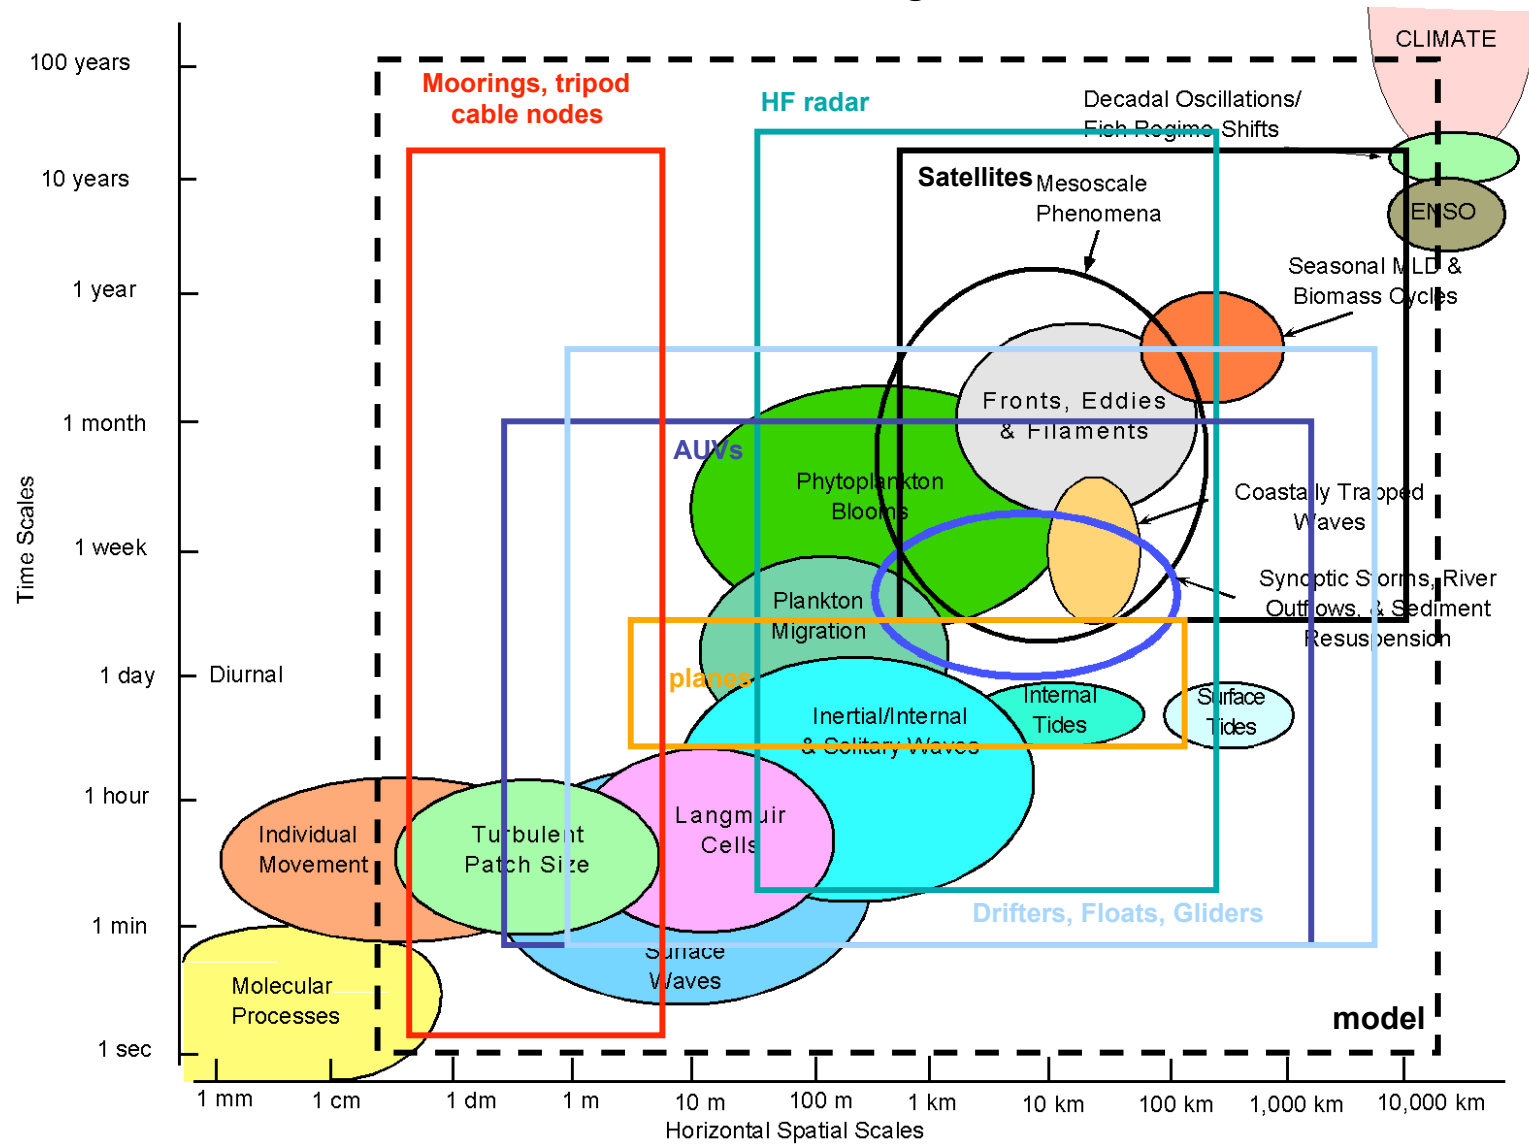 CLIMATE
100 years
Moorings, tripod
cable nodes
HF radar
Decadal Oscillations/
Fish Regime Shifts
10 years
Satellites
Mesoscale
Phenomena
ENSO
1 year
Seasonal MLD &
Biomass Cycles
Fronts, Eddies
& Filaments
1 month
AUVs
Phytoplankton
Blooms
Coastally Trapped
Waves
Time Scales
1 week
Synoptic Storms, River
Outflows, & Sediment
Resuspension
Plankton
Migration
1 day
Diurnal
planes
Internal
Tides
Surface
Tides
Inertial/Internal
& Solitary Waves
1 hour
Individual
Movement
Turbulent
Patch Size
Langmuir
Cells
Drifters, Floats, Gliders
1 min
Surface
Waves
Molecular
Processes
model
1 sec
1 mm
1 cm
1 dm
1 m
10 m
100 m
1 km
10 km
100 km
1,000 km
10,000 km
Horizontal Spatial Scales